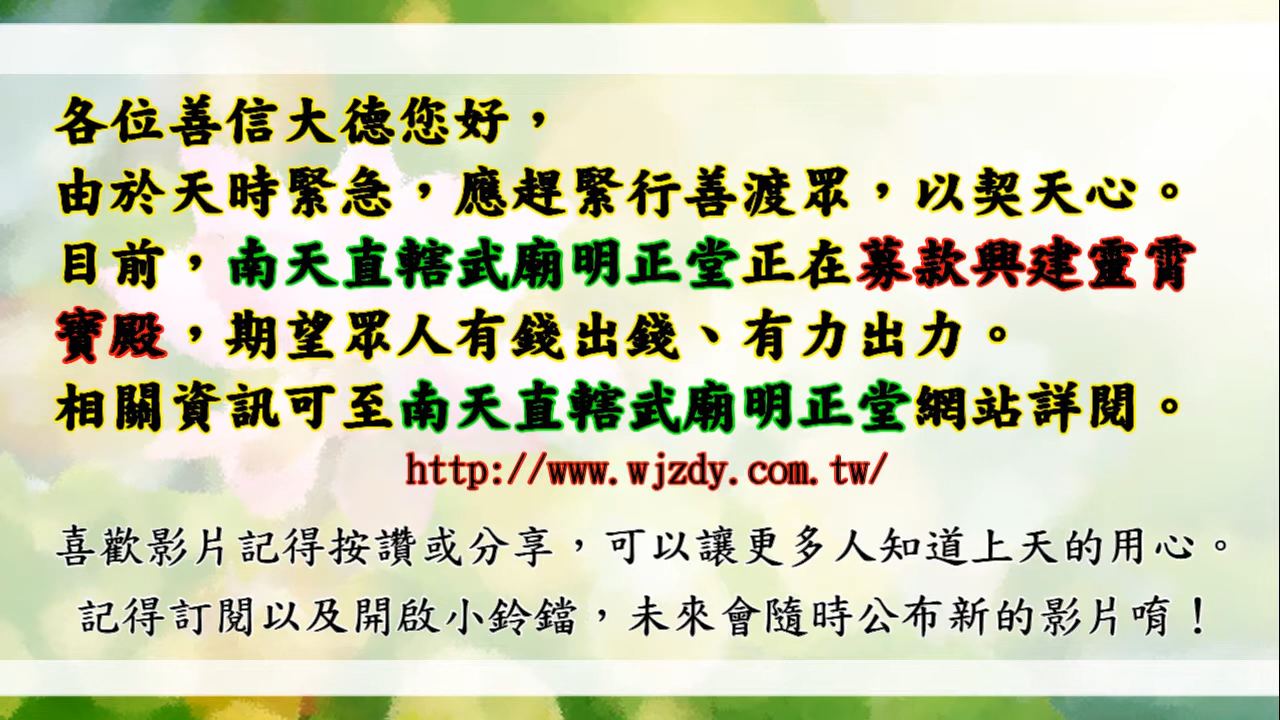 各位善信大德您好，
由於天時緊急，應趕緊行善渡眾，以契天心。
目前，南天直轄武廟明正堂正在募款興建靈霄
寶殿，期望眾人有錢出錢、有力出力。
相關資訊可至南天直轄武廟明正堂網站詳閱。
http://www.wjzdy.com.tw/
喜歡影片記得按讚或分享，可以讓更多人知道上天的用心。
記得訂閱以及開啟小鈴鐺，未來會隨時公布新的影片唷！